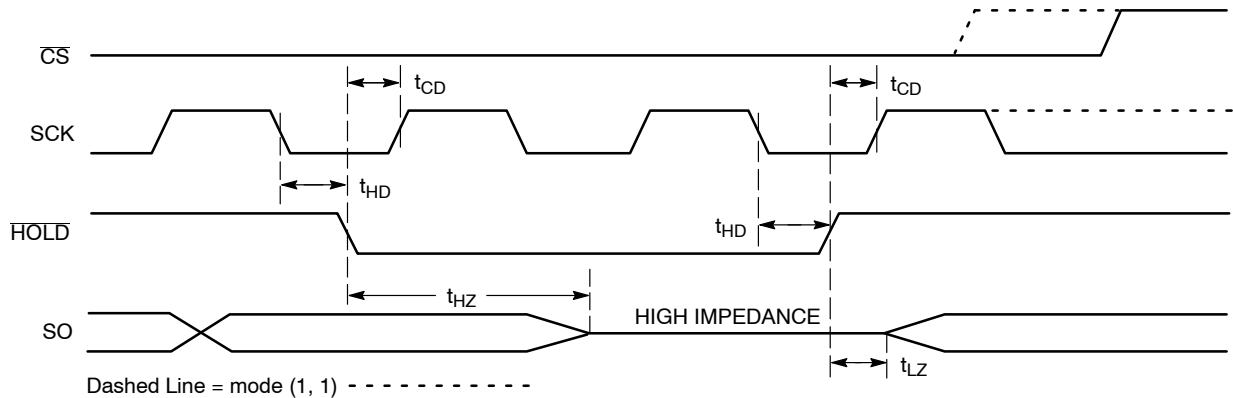 CS
tCD
tCD
SCK
tHD
HOLD
tHD
tHZ
HIGH IMPEDANCE
SO
tLZ
Dashed Line = mode (1, 1)